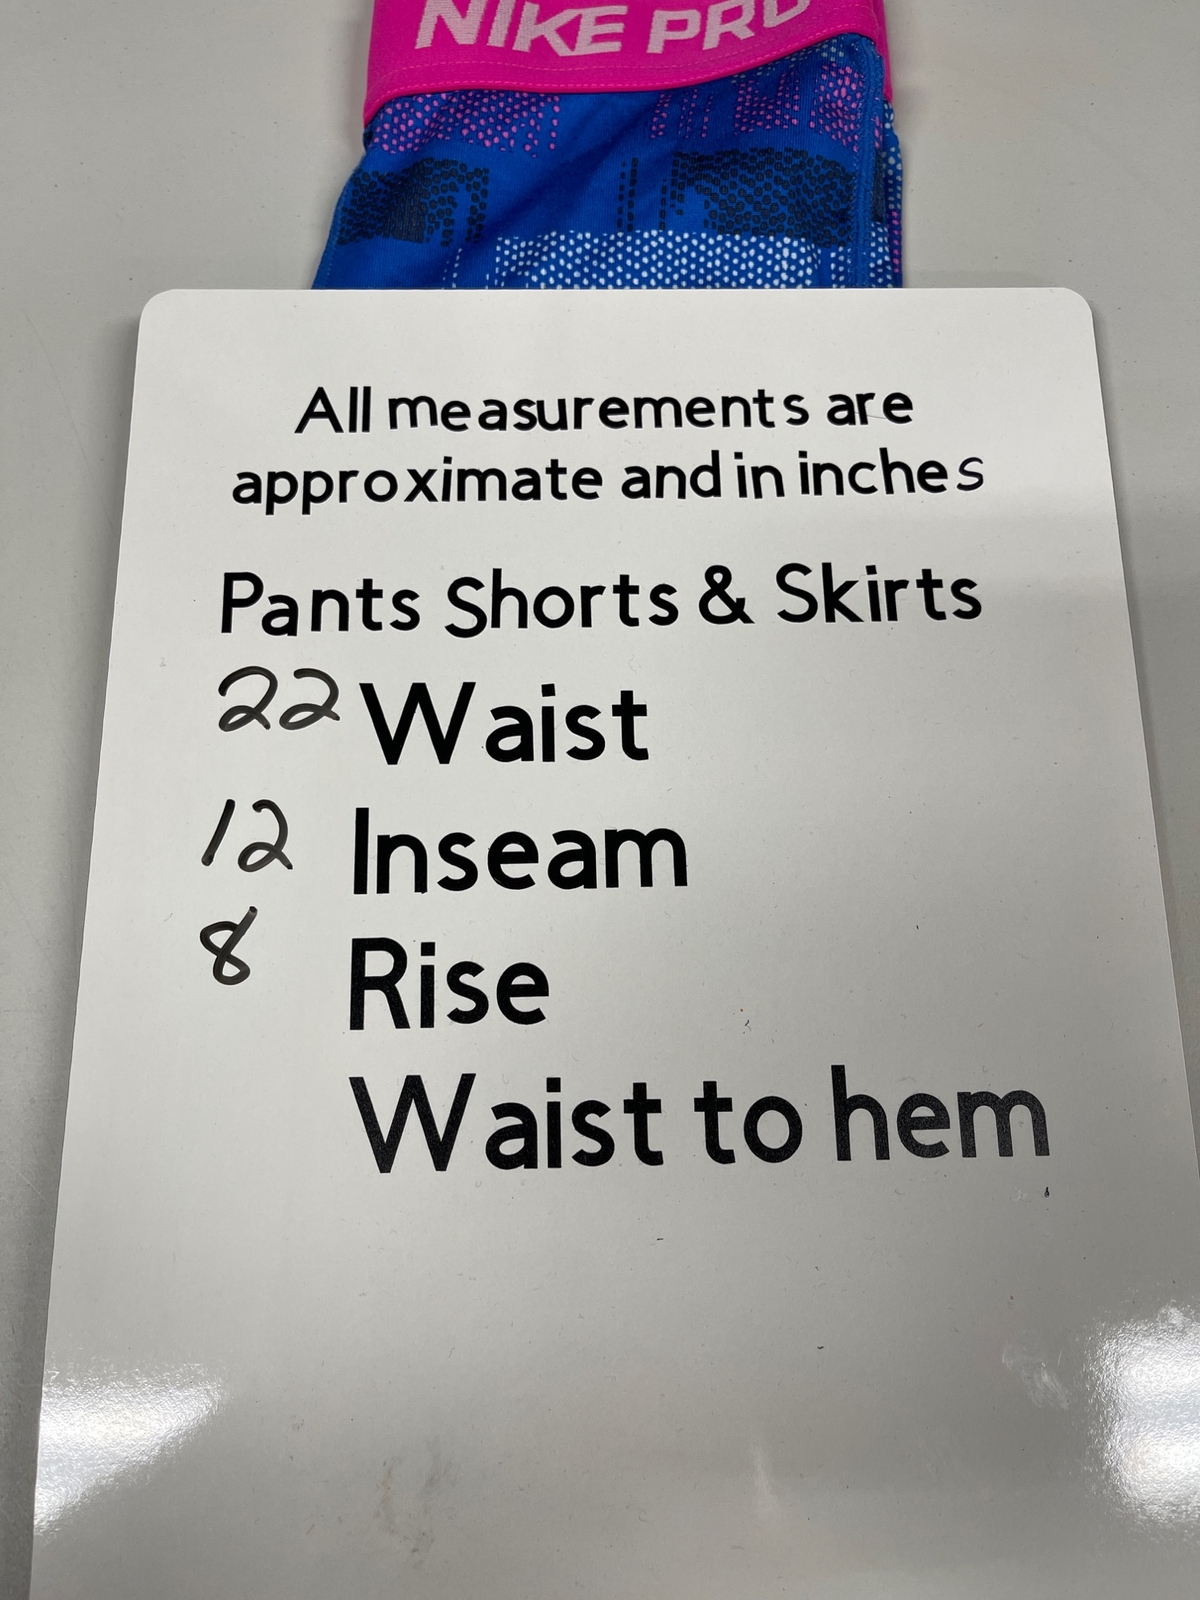 NIKE PRO
All measurements are
approximate and in inches
Pants Shorts & Skirts
22 Waist
12 Inseam
8 Rise
Waist to hem